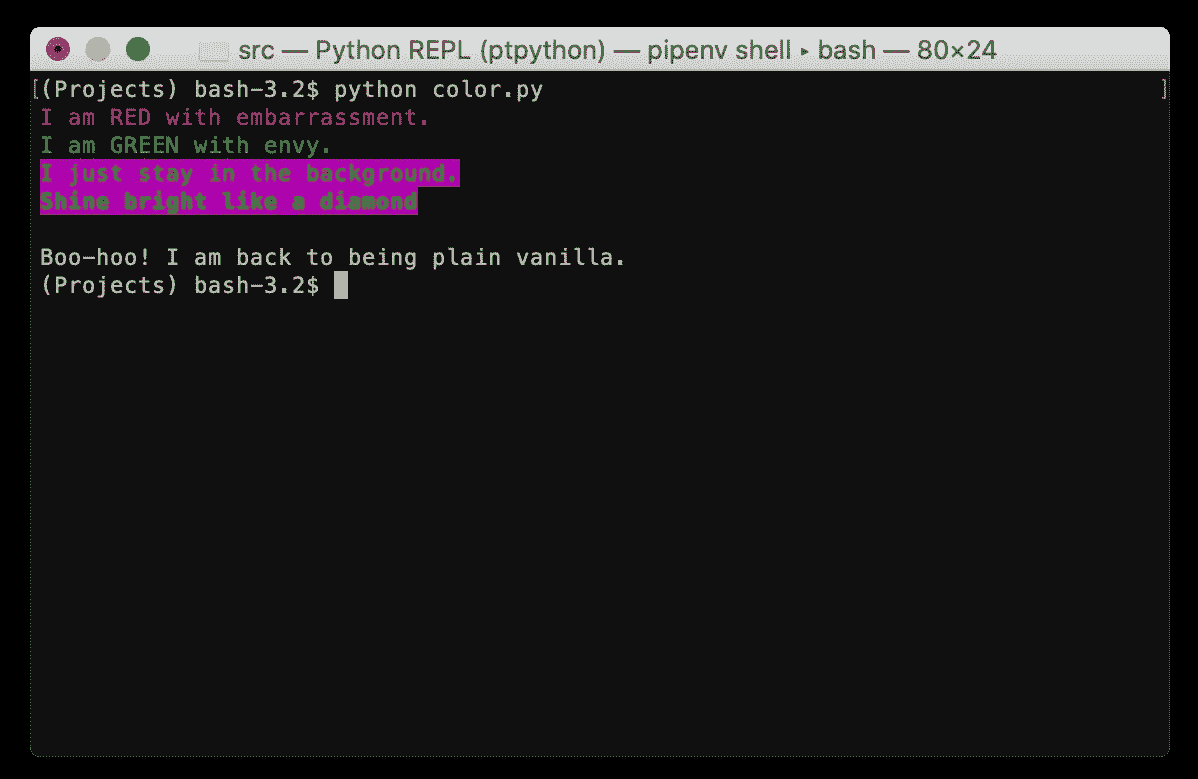 src — Python REPL (ptpython) — pipenv shell ▸ bash — 80×24
[(Projects) bash-3.2$ python color.py ]
I am RED with embarrassment.
I am GREEN with envy.
I just stay in the background.
Shine bright like a diamond
Boo-hoo! I am back to being plain vanilla.
(Projects) bash-3.2$